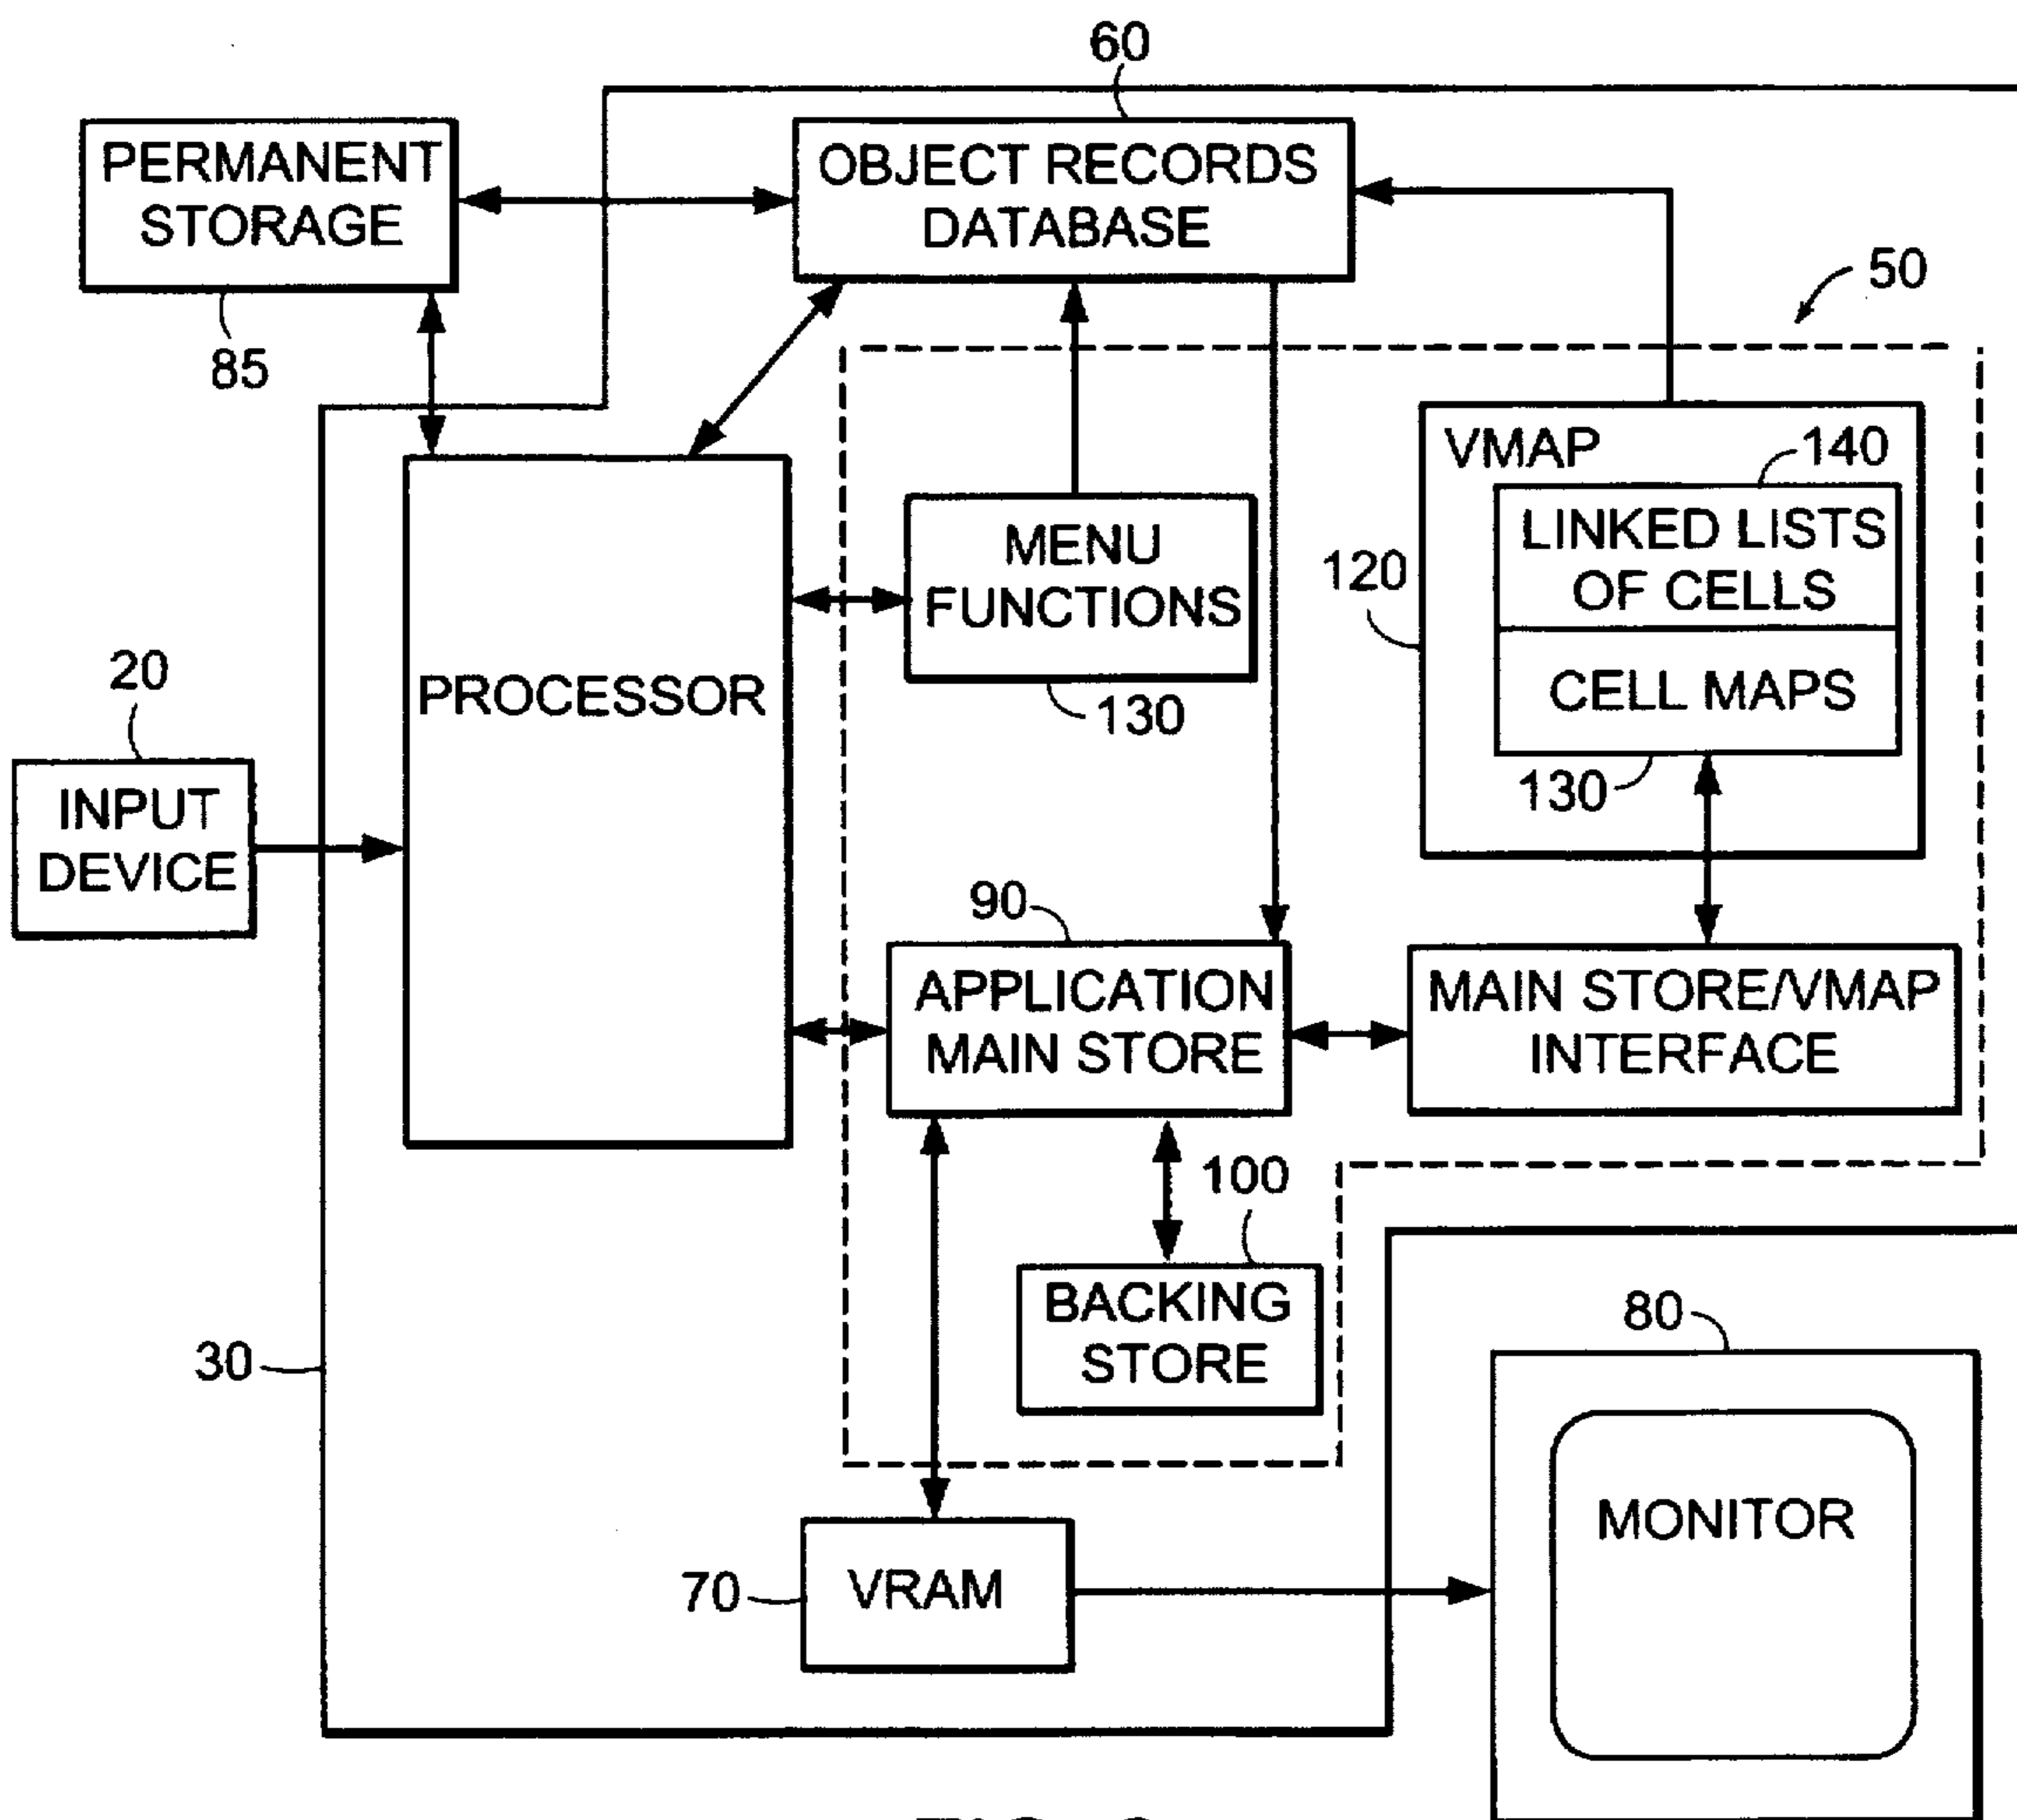 60
PERMANENT
STORAGE
85
OBJECT RECORDS
DATABASE
50
VMAP
140
LINKED LISTS
OF CELLS
CELL MAPS
130
120
MENU
FUNCTIONS
130
PROCESSOR
20
INPUT
DEVICE
90
APPLICATION
MAIN STORE
MAIN STORE/VMAP
INTERFACE
100
BACKING
STORE
30
80
MONITOR
70
VRAM